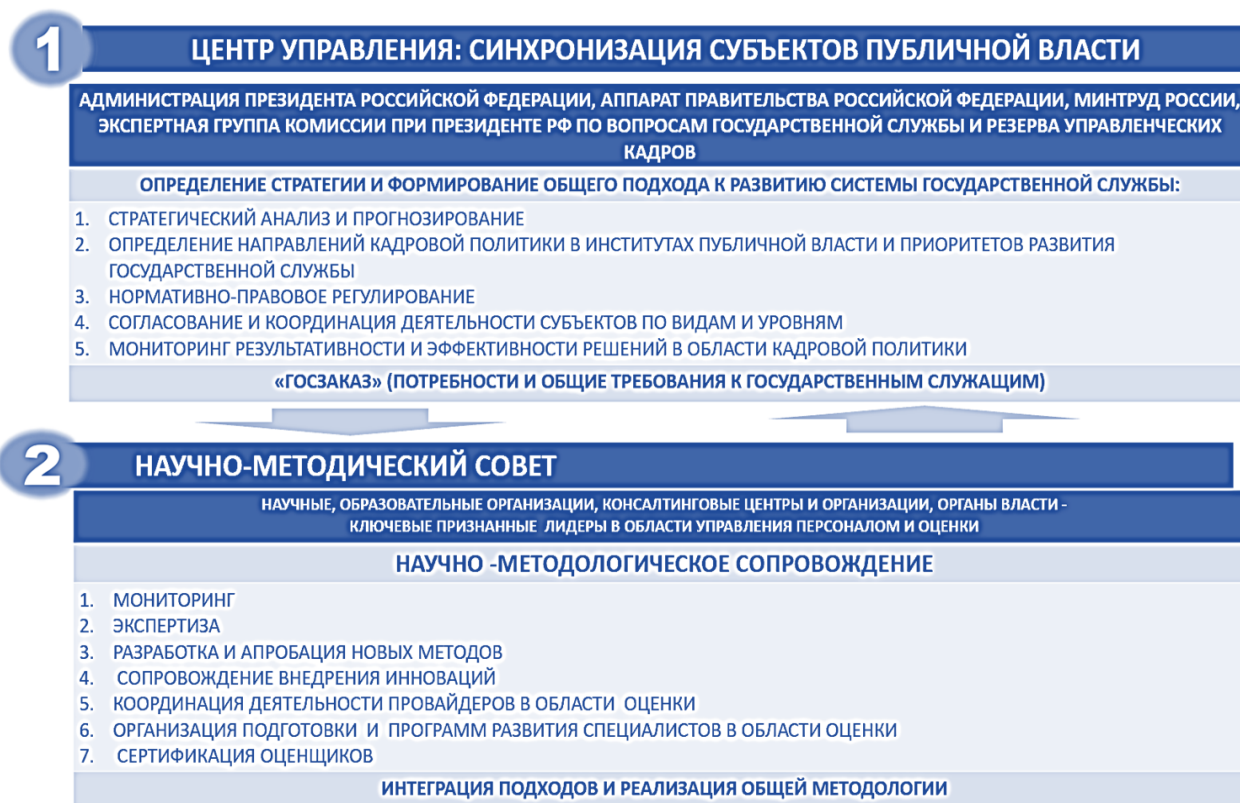 1
ЦЕНТР УПРАВЛЕНИЯ: СИНХРОНИЗАЦИЯ СУБЪЕКТОВ ПУБЛИЧНОЙ ВЛАСТИ
АДМИНИСТРАЦИЯ ПРЕЗИДЕНТА РОССИЙСКОЙ ФЕДЕРАЦИИ, АППАРАТ ПРАВИТЕЛЬСТВА РОССИЙСКОЙ ФЕДЕРАЦИИ, МИНТРУД РОССИИ,
ЭКСПЕРТНАЯ ГРУППА КОМИССИИ ПРИ ПРЕЗИДЕНТЕ РФ ПО ВОПРОСАМ ГОСУДАРСТВЕННОЙ СЛУЖБЫ И РЕЗЕРВА УПРАВЛЕНЧЕСКИХ
КАДРОВ
ОПРЕДЕЛЕНИЕ СТРАТЕГИИ И ФОРМИРОВАНИЕ ОБЩЕГО ПОДХОДА К РАЗВИТИЮ СИСТЕМЫ ГОСУДАРСТВЕННОЙ СЛУЖБЫ:
1. СТРАТЕГИЧЕСКИЙ АНАЛИЗ И ПРОГНОЗИРОВАНИЕ
2. ОПРЕДЕЛЕНИЕ НАПРАВЛЕНИЙ КАДРОВОЙ ПОЛИТИКИ В ИНСТИТУТАХ ПУБЛИЧНОЙ ВЛАСТИ И ПРИОРИТЕТОВ РАЗВИТИЯ
ГОСУДАРСТВЕННОЙ СЛУЖБЫ
3. НОРМАТИВНО-ПРАВОВОЕ РЕГУЛИРОВАНИЕ
4. СОГЛАСОВАНИЕ И КООРДИНАЦИЯ ДЕЯТЕЛЬНОСТИ СУБЪЕКТОВ ПО ВИДАМ И УРОВНЯМ
5. МОНИТОРИНГ РЕЗУЛЬТАТИВНОСТИ И ЭФФЕКТИВНОСТИ РЕШЕНИЙ В ОБЛАСТИ КАДРОВОЙ ПОЛИТИКИ
«ГОСЗАКАЗ» (ПОТРЕБНОСТИ И ОБЩИЕ ТРЕБОВАНИЯ К ГОСУДАРСТВЕННЫМ СЛУЖАЩИМ)
2
НАУЧНО-МЕТОДИЧЕСКИЙ СОВЕТ
НАУЧНЫЕ, ОБРАЗОВАТЕЛЬНЫЕ ОРГАНИЗАЦИИ, КОНСАЛТИНГОВЫЕ ЦЕНТРЫ И ОРГАНИЗАЦИИ, ОРГАНЫ ВЛАСТИ -
КЛЮЧЕВЫЕ ПРИЗНАННЫЕ ЛИДЕРЫ В ОБЛАСТИ УПРАВЛЕНИЯ ПЕРСОНАЛОМ И ОЦЕНКИ
НАУЧНО -МЕТОДОЛОГИЧЕСКОЕ СОПРОВОЖДЕНИЕ
1. МОНИТОРИНГ
2. ЭКСПЕРТИЗА
3. РАЗРАБОТКА И АПРОБАЦИЯ НОВЫХ МЕТОДОВ
4. СОПРОВОЖДЕНИЕ ВНЕДРЕНИЯ ИННОВАЦИЙ
5. КООРДИНАЦИЯ ДЕЯТЕЛЬНОСТИ ПРОВАЙДЕРОВ В ОБЛАСТИ ОЦЕНКИ
6. ОРГАНИЗАЦИЯ ПОДГОТОВКИ И ПРОГРАММ РАЗВИТИЯ СПЕЦИАЛИСТОВ В ОБЛАСТИ ОЦЕНКИ
7. СЕРТИФИКАЦИЯ ОЦЕНЩИКОВ
ИНТЕГРАЦИЯ ПОДХОДОВ И РЕАЛИЗАЦИЯ ОБЩЕЙ МЕТОДОЛОГИИ